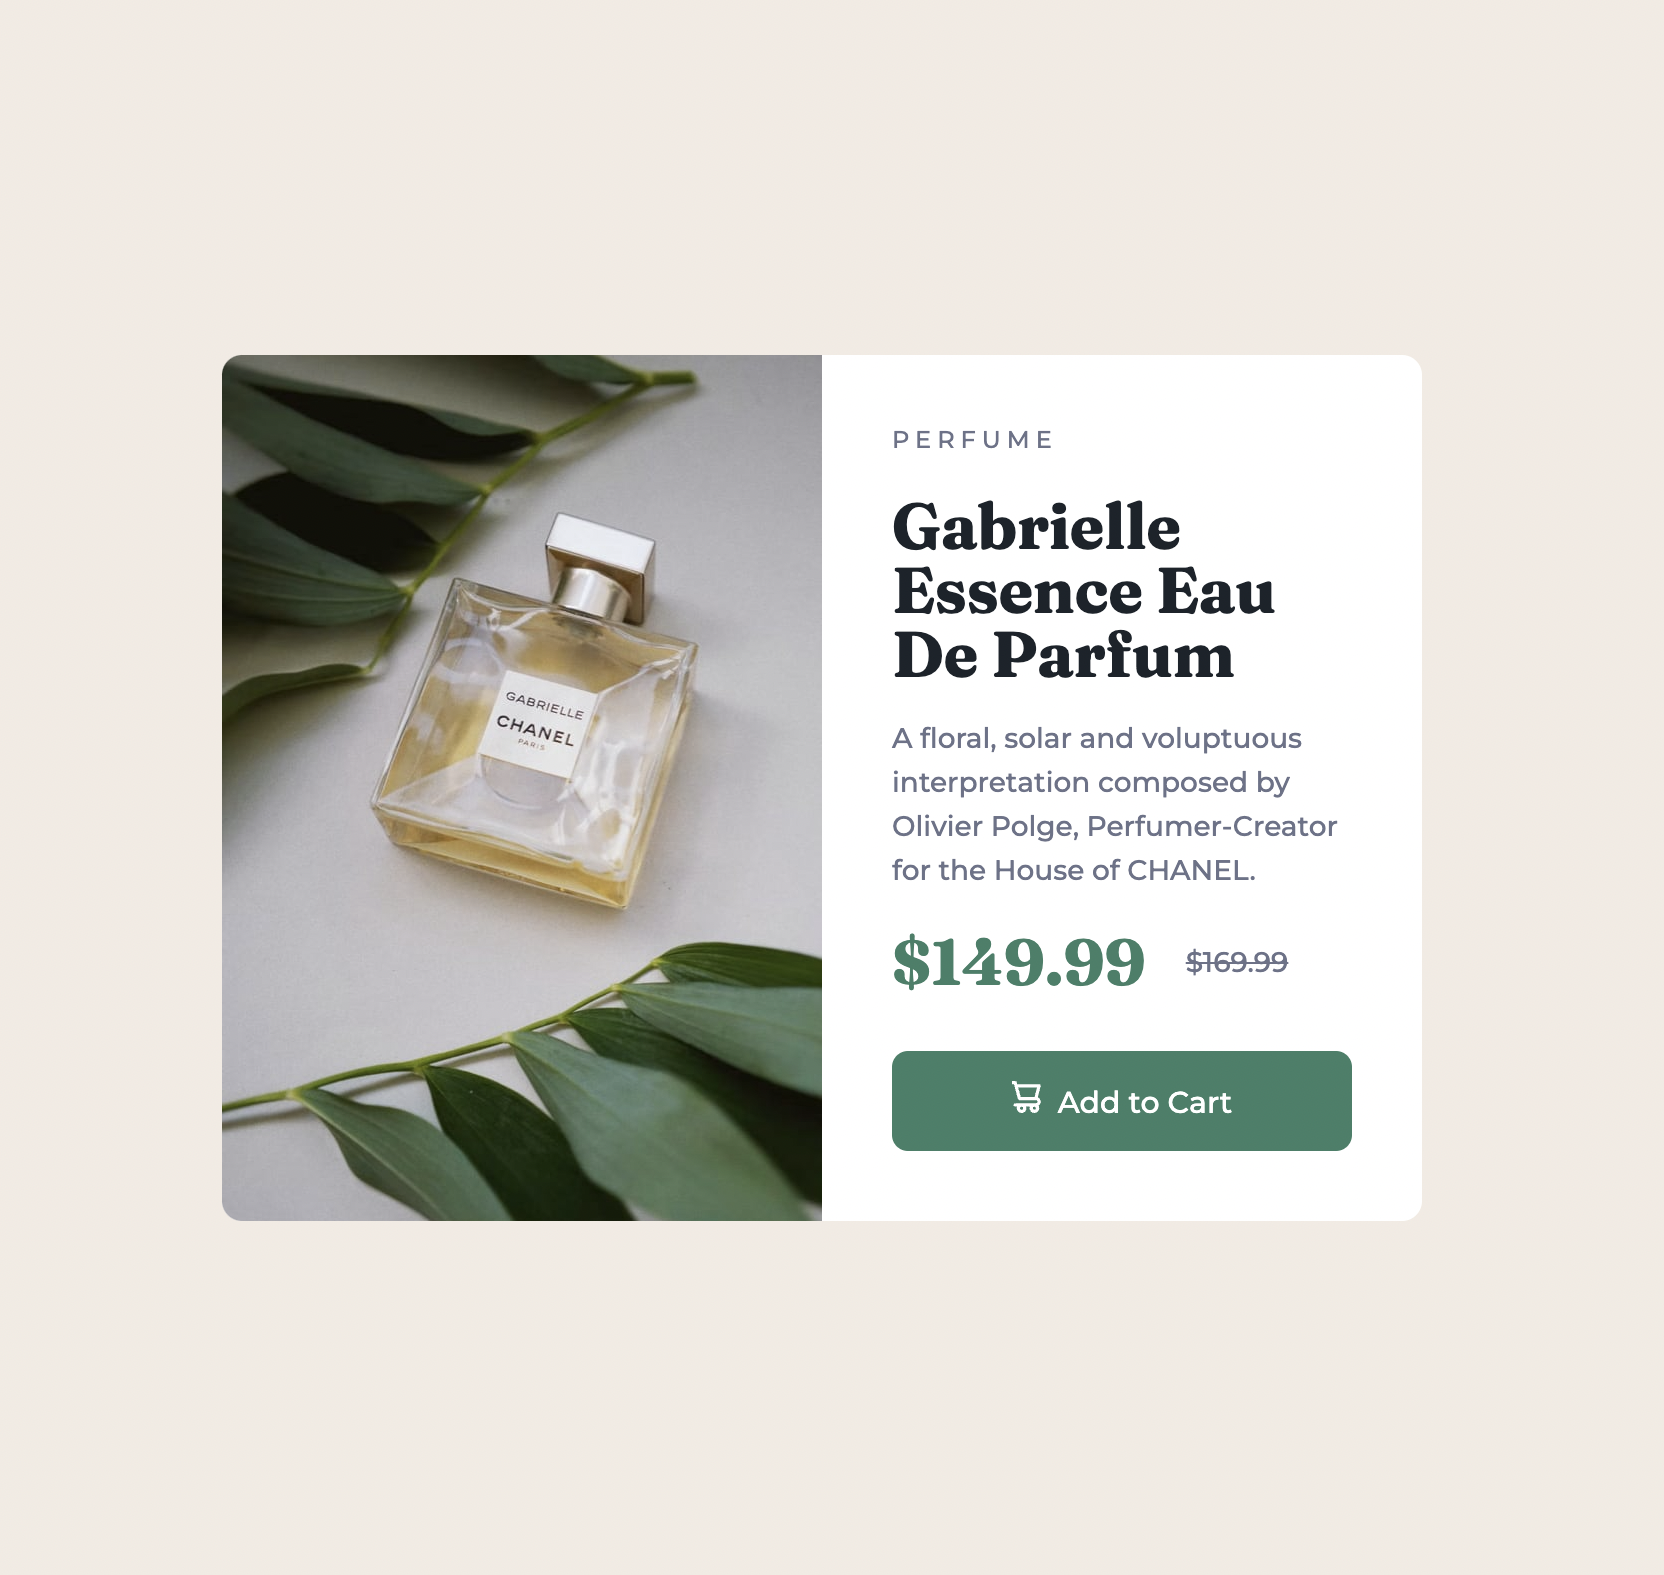 GABRIELLE
CHANEL
PARIS
PERFUME
Gabrielle
Essence Eau
De Parfum
A floral, solar and voluptuous
interpretation composed by
Olivier Polge, Perfumer-Creator
for the House of CHANEL.
$149.99 $169.99
Add to Cart